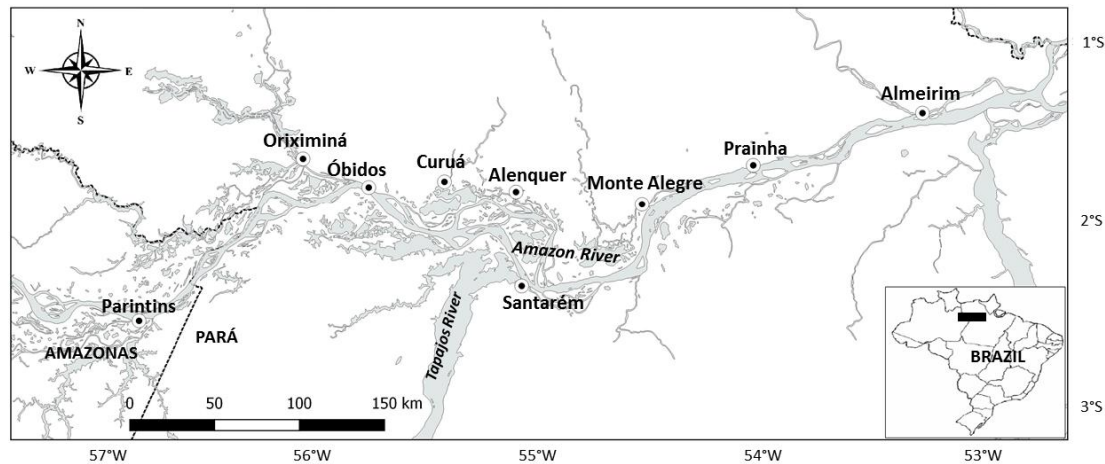 N
W E
S
1°S
Almeirim
Oriximiná
Óbidos
Curuá
Alenquer
Prainha
Monte Alegre
2°S
Amazon River
Santarém
Parintins
PARÁ
AMAZONAS
Tapajós River
BRAZIL
0 50 100 150 km
3°S
57°W 56°W 55°W 54°W 53°W